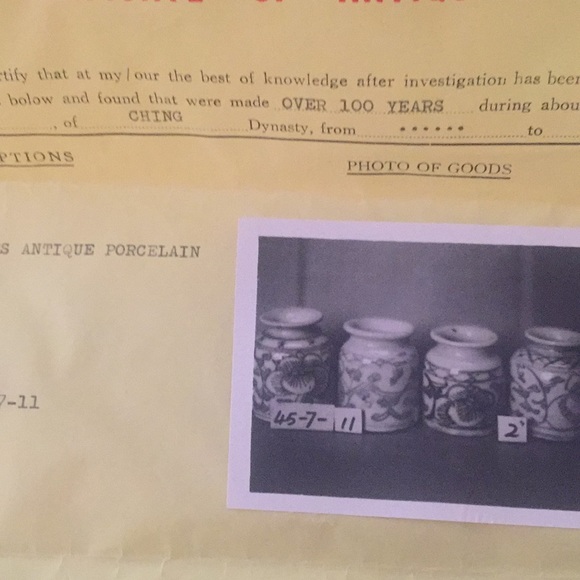 tify that at my/our the best of knowledge after investigation has been
below and found that were made OVER 100 YEARS during abou
, of CHING Dynasty, from ****** to
PTIONS
PHOTO OF GOODS
S ANTIQUE PORCELAIN
7-11
45-7- 11
2'